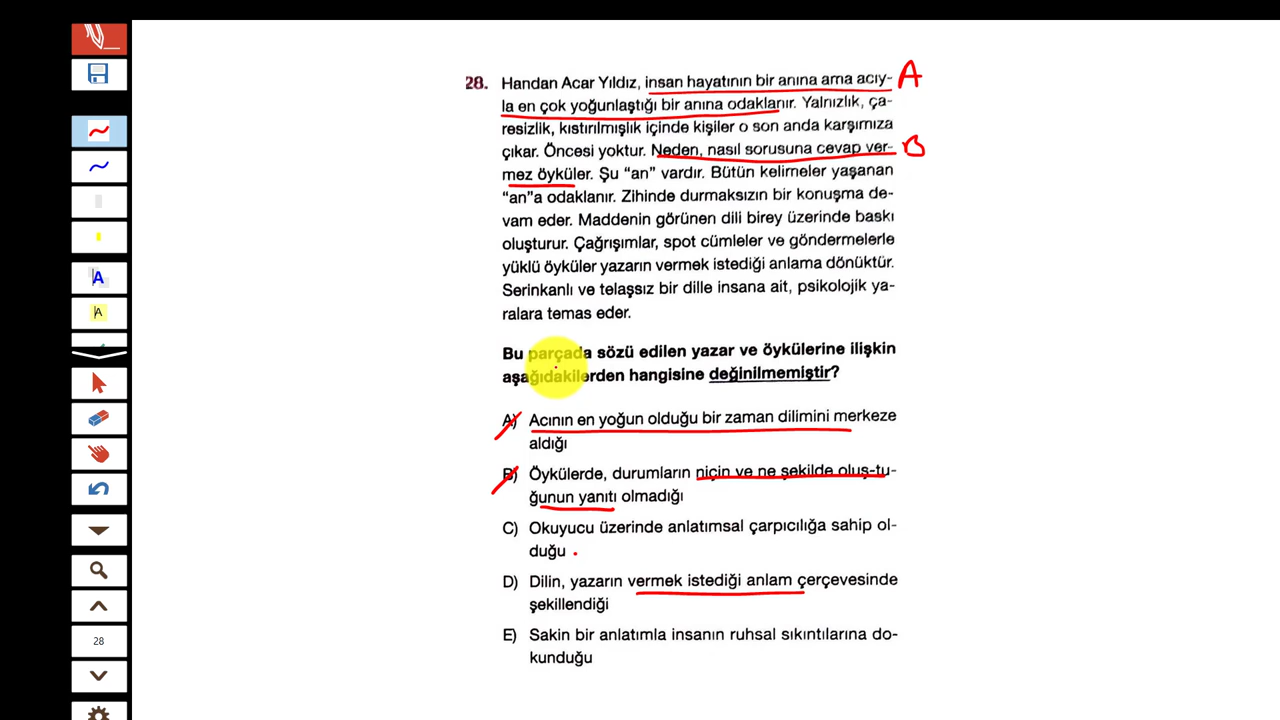 28. Handan Acar Yıldız, insan hayatının bir anına ama acıy- A
la en çok yoğunlaştığı bir anına odaklanır. Yalnızlık, ça-
resizlik, kıstırılmışlık içinde kişiler o son anda karşımıza
çıkar. Öncesi yoktur. Neden, nasıl sorusuna cevap ver- B
mez öyküler. Şu “an” vardır. Bütün kelimeler yaşanan
“an”a odaklanır. Zihinde durmaksızın bir konuşma de-
vam eder. Maddenin görünen dili birey üzerinde baskı
oluşturur. Çağrışımlar, spot cümleler ve göndermelerle
yüklü öyküler yazarın vermek istediği anlama dönüktür.
Serinkanlı ve telaşsız bir dille insana ait, psikolojik ya-
ralara temas eder.
Bu parçada sözü edilen yazar ve öykülerine ilişkin
aşağıdakilerden hangisine değinilmemiştir?
A) Acının en yoğun olduğu bir zaman dilimini merkeze
aldığı
B) Öykülerde, durumların niçin ve ne şekilde oluş-tu-
ğunun yanıtı olmadığı
C) Okuyucu üzerinde anlatımsal çarpıcılığa sahip ol-
duğu
D) Dilin, yazarın vermek istediği anlam çerçevesinde
şekillendiği
E) Sakin bir anlatımla insanın ruhsal sıkıntılarına do-
kunduğu
A
A
28